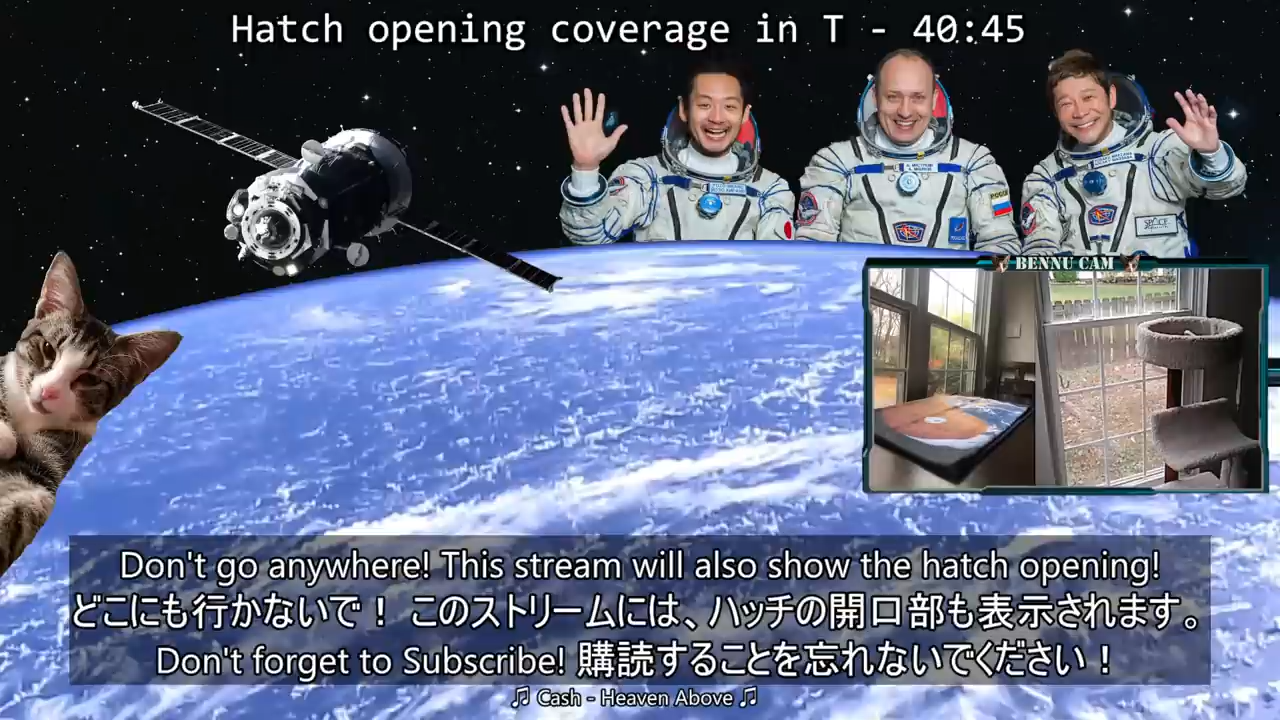 Hatch opening coverage in T - 40:45
BENNU CAM
Don't go anywhere! This stream will also show the hatch opening!
どこにも行かないで！ このストリームには、ハッチの開口部も表示されます。
Don't forget to Subscribe! 購読することを忘れないでください！
♫ Cash - Heaven Above ♫